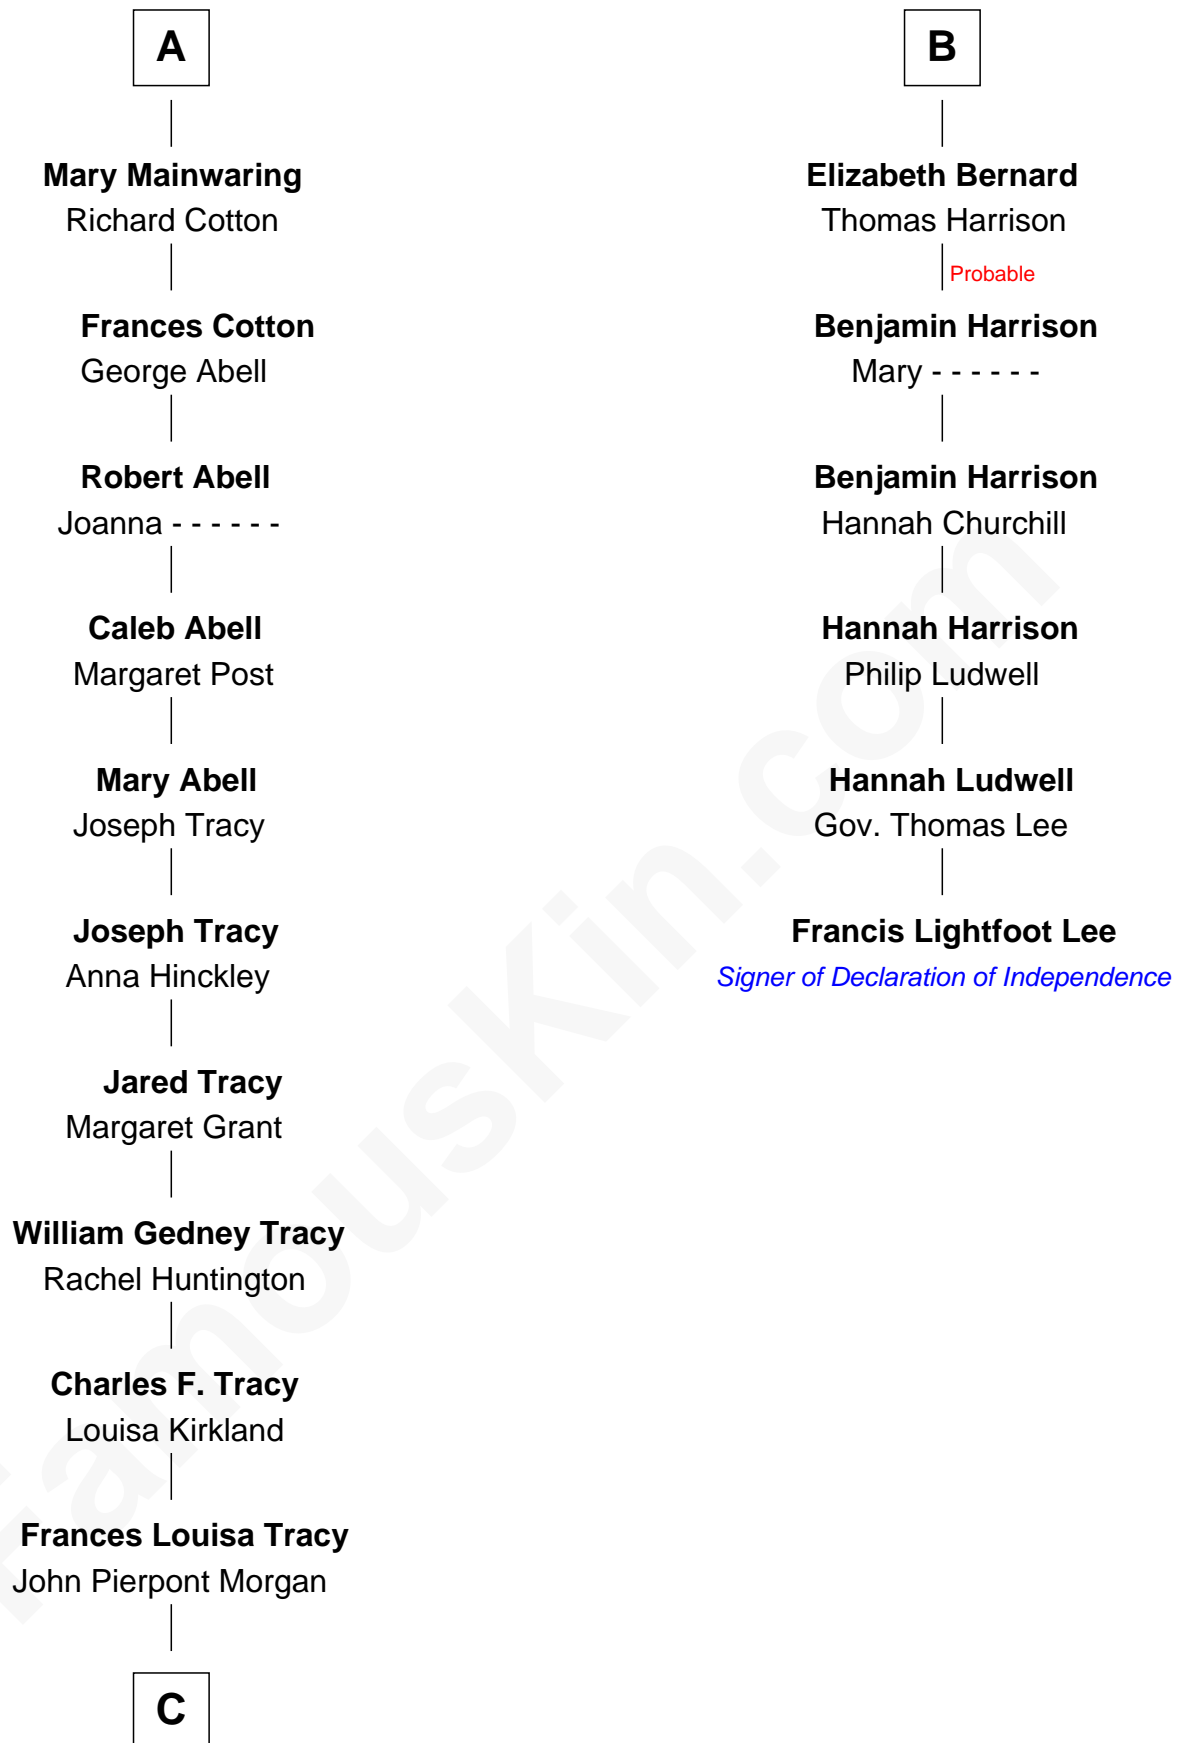 A
Mary Mainwaring
Richard Cotton
Frances Cotton
George Abell
Robert Abell
Joanna - - - - - -
Caleb Abell
Margaret Post
Mary Abell
Joseph Tracy
Joseph Tracy
Anna Hinckley
Jared Tracy
Margaret Grant
William Gedney Tracy
Rachel Huntington
Charles F. Tracy
Louisa Kirkland
Frances Louisa Tracy
John Pierpont Morgan
C
B
Elizabeth Bernard
Thomas Harrison
Probable
Benjamin Harrison
Mary - - - - - -
Benjamin Harrison
Hannah Churchill
Hannah Harrison
Philip Ludwell
Hannah Ludwell
Gov. Thomas Lee
Francis Lightfoot Lee
Signer of Declaration of Independence
FamousKin.com